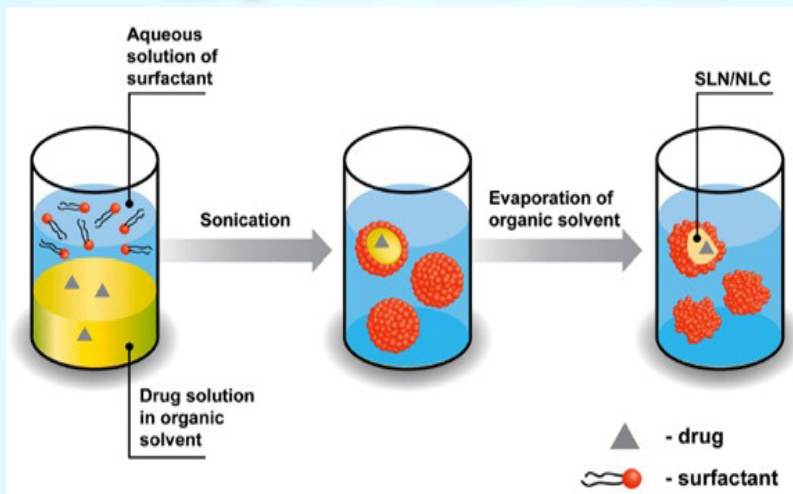 Aqueous
solution of
surfactant
SLN/NLC
Sonication
Evaporation of
organic solvent
Drug solution
in organic
solvent
- drug
- surfactant